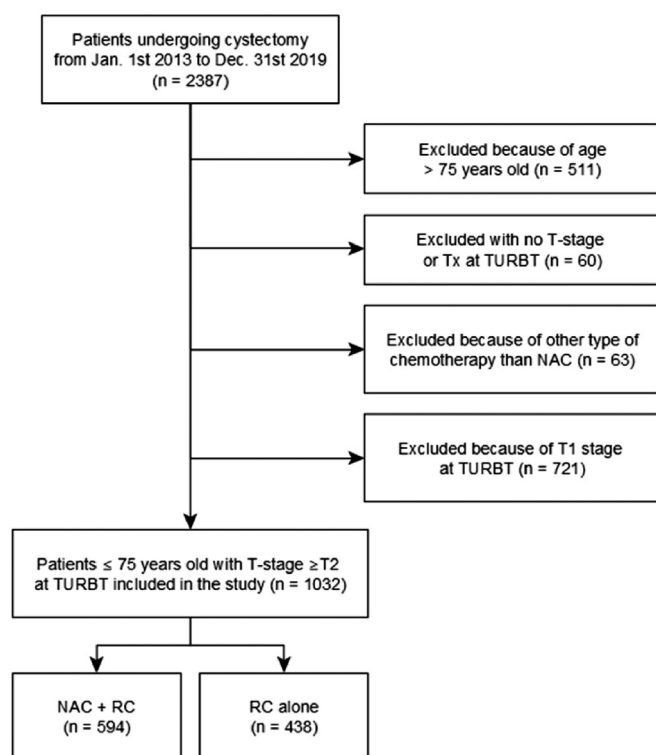 Patients undergoing cystectomy
from Jan. 1st 2013 to Dec. 31st 2019
(n = 2387)
Excluded because of age
> 75 years old (n = 511)
Excluded with no T-stage
or Tx at TURBT (n = 60)
Excluded because of other type of
chemotherapy than NAC (n = 63)
Excluded because of T1 stage
at TURBT (n = 721)
Patients ≤ 75 years old with T-stage ≥T2
at TURBT included in the study (n = 1032)
NAC + RC
(n = 594)
RC alone
(n = 438)